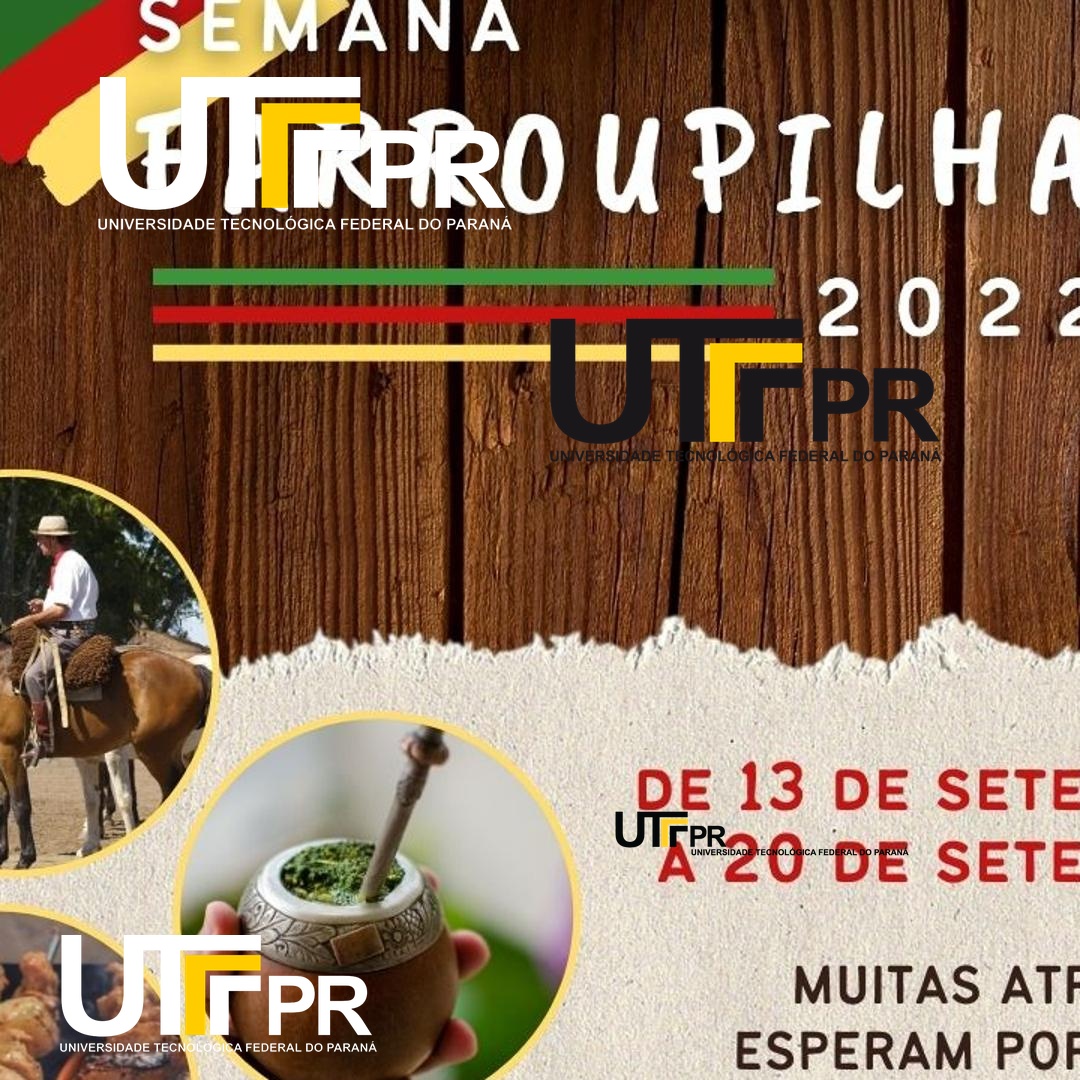 SEMANA
FARROUPILHA
UTFPR
UNIVERSIDADE TECNOLÓGICA FEDERAL DO PARANÁ
2022
UTFPR
UNIVERSIDADE TECNOLÓGICA FEDERAL DO PARANÁ
DE 13 DE SETE
UTFPR
UNIVERSIDADE TECNOLÓGICA FEDERAL DO PARANÁ
A 20 DE SETE
UTFPR
UNIVERSIDADE TECNOLÓGICA FEDERAL DO PARANÁ
MUITAS ATR
ESPERAM POR